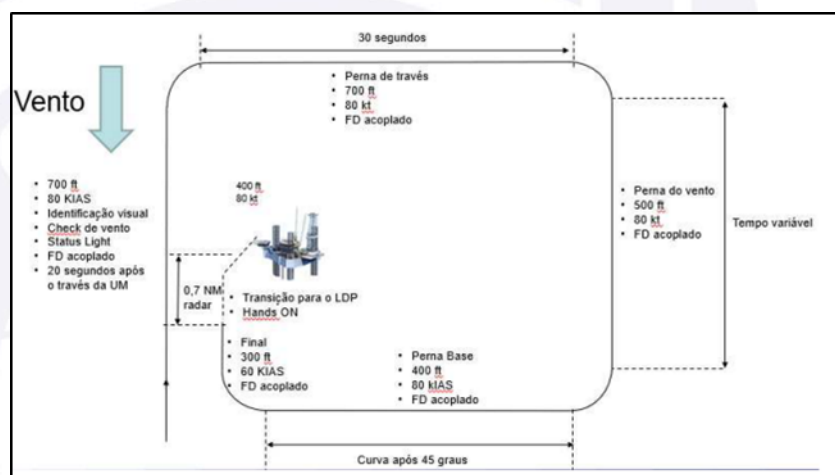 30 segundos
Vento
• Perna de través
• 700 ft
• 80 kt
• FD acoplado
• 700 ft
• 80 KIAS
• Identificação visual
• Check de vento
• Status Light
• FD acoplado
• 20 segundos após
o través da UM
400 ft
80 kt
• Perna do vento
• 500 ft
• 80 kt
• FD acoplado
Tempo variável
0,7 NM
radar
• Transição para o LDP
• Hands ON
• Final
• 300 ft
• 60 KIAS
• FD acoplado
• Perna Base
• 400 ft
• 80 kIAS
• FD acoplado
Curva após 45 graus